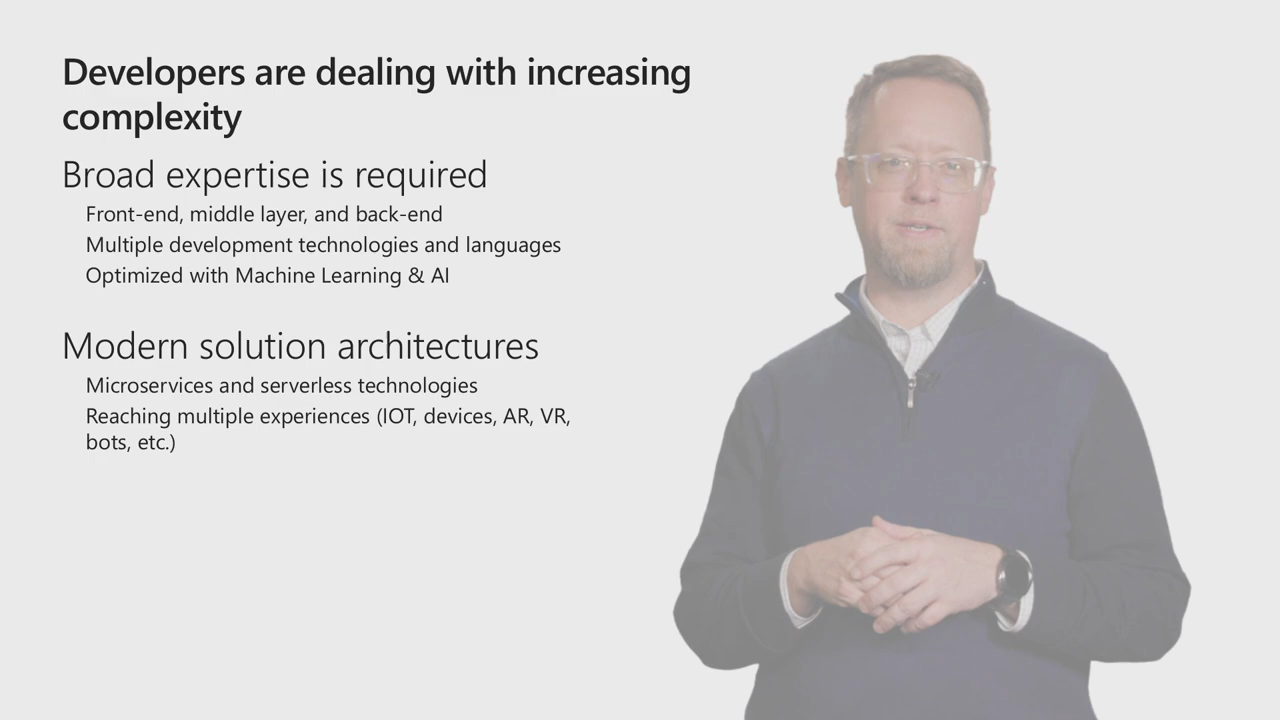 Developers are dealing with increasing
complexity
Broad expertise is required
Front-end, middle layer, and back-end
Multiple development technologies and languages
Optimized with Machine Learning & AI
Modern solution architectures
Microservices and serverless technologies
Reaching multiple experiences (IOT, devices, AR, VR,
bots, etc.)